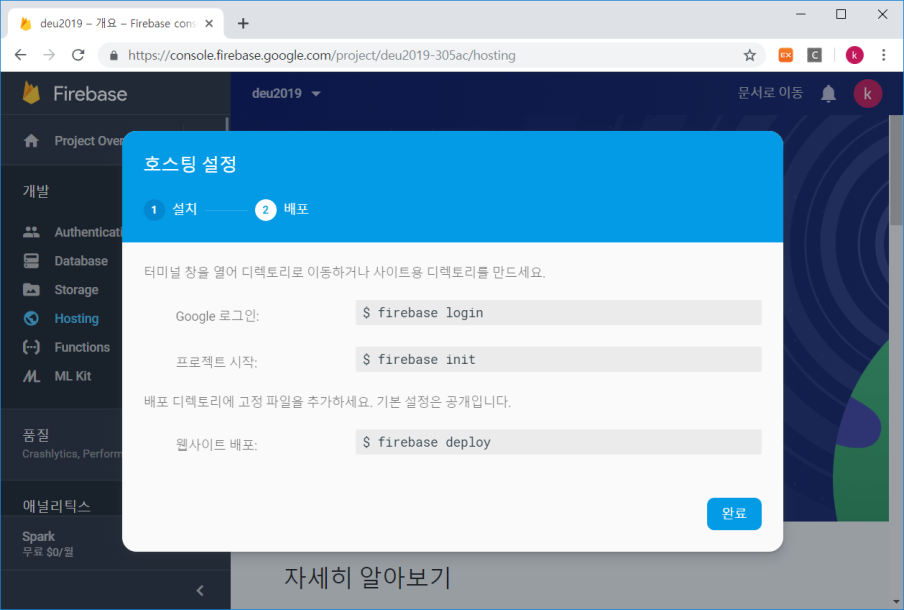 deu2019 – 개요 – Firebase cons
https://console.firebase.google.com/project/deu2019-305ac/hosting
EX
C
k
Firebase
deu2019
문서로 이동
k
Project Over
개발
Authenticati
Database
Storage
Hosting
Functions
ML Kit
품질
Crashlytics, Perform
애널리틱스
Spark
무료 $0/월
호스팅 설정
1 설치
2 배포
터미널 창을 열어 디렉토리로 이동하거나 사이트용 디렉토리를 만드세요.
Google 로그인: $ firebase login
프로젝트 시작: $ firebase init
배포 디렉토리에 고정 파일을 추가하세요. 기본 설정은 공개입니다.
웹사이트 배포: $ firebase deploy
완료
자세히 알아보기